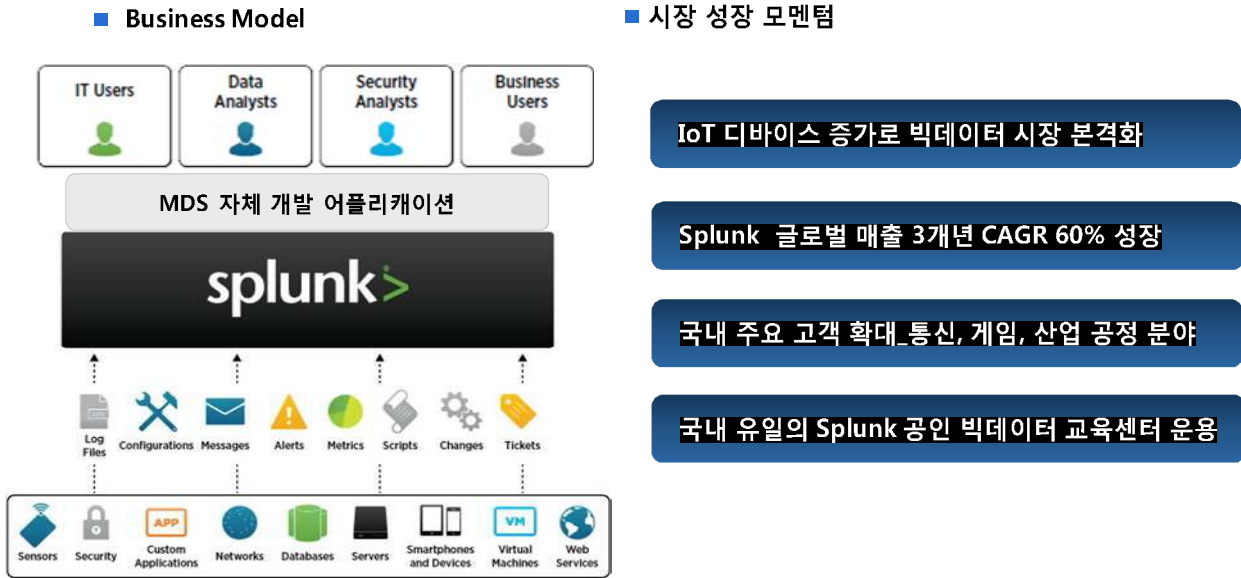 Business Model
IT Users
Data
Analysts
Security
Analysts
Business
Users
MDS 자체 개발 어플리캐이션
splunk>
Log
Files
Configurations
Messages
Alerts
Metrics
Scripts
Changes
Tickets
Sensors
Security
APP
Custom
Applications
Networks
Databases
Servers
Smartphones
and Devices
VM
Virtual
Machines
Web
Services
시장 성장 모멘텀
IoT 디바이스 증가로 빅데이터 시장 본격화
Splunk 글로벌 매출 3개년 CAGR 60% 성장
국내 주요 고객 확대_통신, 게임, 산업 공정 분야
국내 유일의 Splunk 공인 빅데이터 교육센터 운용